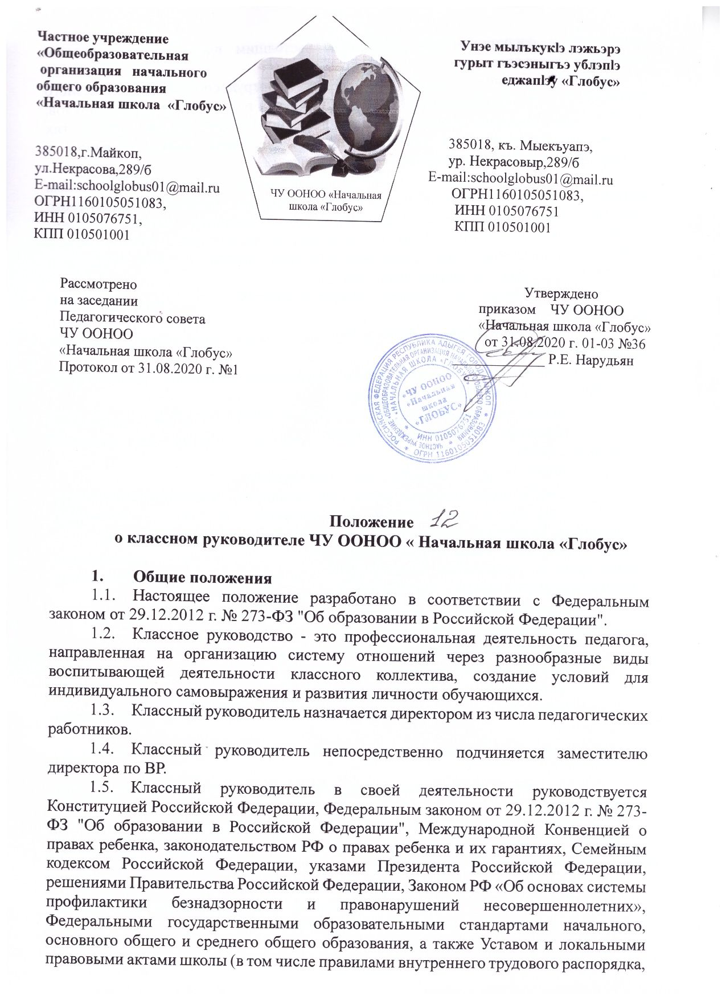 Частное учреждение
«Общеобразовательная
организация начального
общего образования
«Начальная школа «Глобус»
385018,г.Майкоп,
ул.Некрасова,289/б
E-mail:schoolglobus01@mail.ru
ОГРН1160105051083,
ИНН 0105076751,
КПП 010501001
ЧУ ООНОО «Начальная
школа «Глобус»
Унэе мылъкукIэ лэжьэрэ
гурыт гъэсэныгъэ ублэпIэ
еджапIэу «Глобус»
385018, къ. Мыекъуапэ,
ур. Некрасовыр,289/б
E-mail:schoolglobus01@mail.ru
ОГРН1160105051083,
ИНН 0105076751
КПП 010501001
Рассмотрено
на заседании
Педагогического совета
ЧУ ООНОО
«Начальная школа «Глобус»
Протокол от 31.08.2020 г. №1
Утверждено
приказом ЧУ ООНОО
«Начальная школа «Глобус»
от 31.08.2020 г. 01-03 №36
____________ Р.Е. Нарудьян
РОССИЙСКАЯ ФЕДЕРАЦИЯ РЕСПУБЛИКА АДЫГЕЯ ГОРОД МАЙКОП
* ОГРН 1160105051083 *
ЧАСТНОЕ УЧРЕЖДЕНИЕ «ОБЩЕОБРАЗОВАТЕЛЬНАЯ ОРГАНИЗАЦИЯ НАЧАЛЬНОГО ОБЩЕГО ОБРАЗОВАНИЯ
«НАЧАЛЬНАЯ ШКОЛА «ГЛОБУС»
* ИНН 0105076751 *
«ЧУ ООНОО
«Начальная
школа
«ГЛОБУС»
Положение 12
о классном руководителе ЧУ ООНОО « Начальная школа «Глобус»
1. Общие положения
1.1. Настоящее положение разработано в соответствии с Федеральным
законом от 29.12.2012 г. № 273-ФЗ "Об образовании в Российской Федерации".
1.2. Классное руководство - это профессиональная деятельность педагога,
направленная на организацию систему отношений через разнообразные виды
воспитывающей деятельности классного коллектива, создание условий для
индивидуального самовыражения и развития личности обучающихся.
1.3. Классный руководитель назначается директором из числа педагогических
работников.
1.4. Классный руководитель непосредственно подчиняется заместителю
директора по ВР.
1.5. Классный руководитель в своей деятельности руководствуется
Конституцией Российской Федерации, Федеральным законом от 29.12.2012 г. № 273-
ФЗ "Об образовании в Российской Федерации", Международной Конвенцией о
правах ребенка, законодательством РФ о правах ребенка и их гарантиях, Семейным
кодексом Российской Федерации, указами Президента Российской Федерации,
решениями Правительства Российской Федерации, Законом РФ «Об основах системы
профилактики безнадзорности и правонарушений несовершеннолетних»,
Федеральными государственными образовательными стандартами начального,
основного общего и среднего общего образования, а также Уставом и локальными
правовыми актами школы (в том числе правилами внутреннего трудового распорядка,